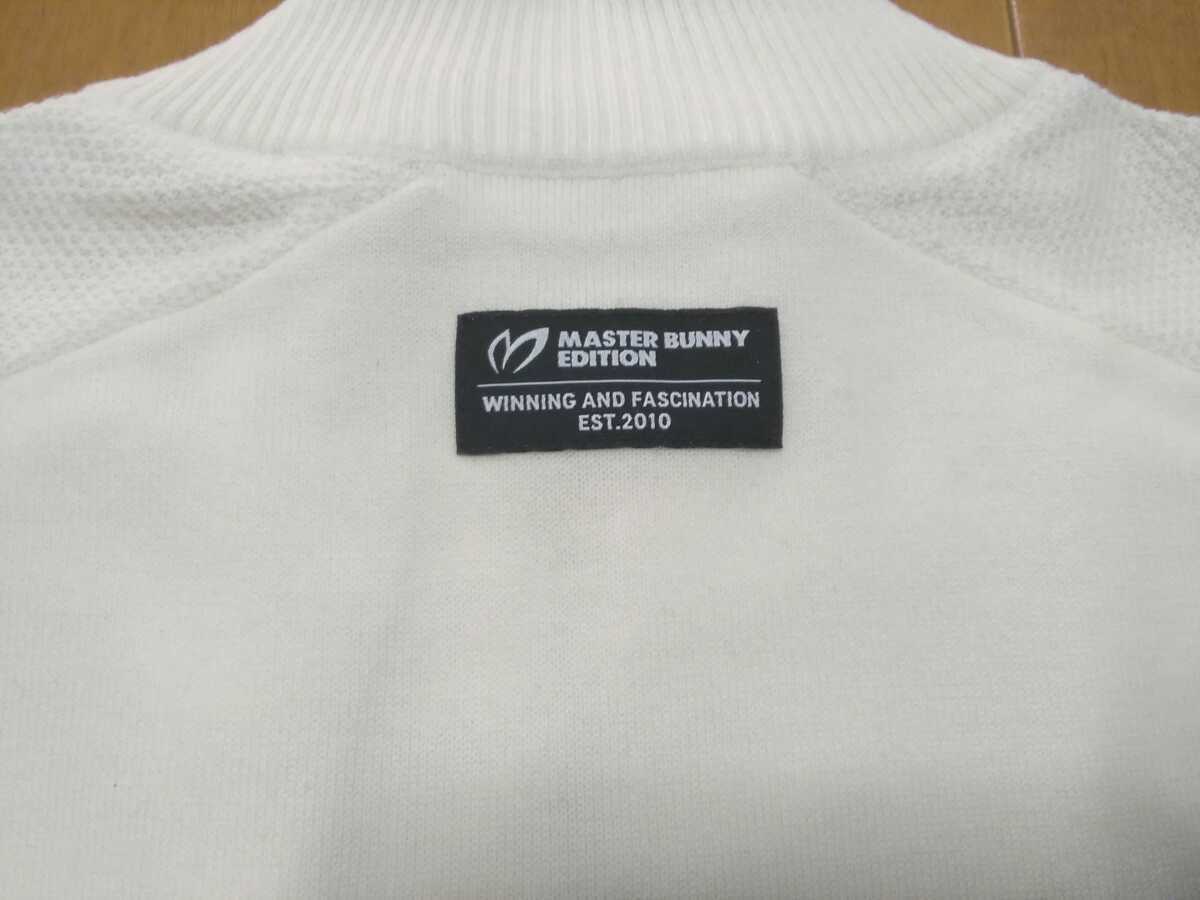 MASTER BUNNY
EDITION
WINNING AND FASCINATION
EST.2010